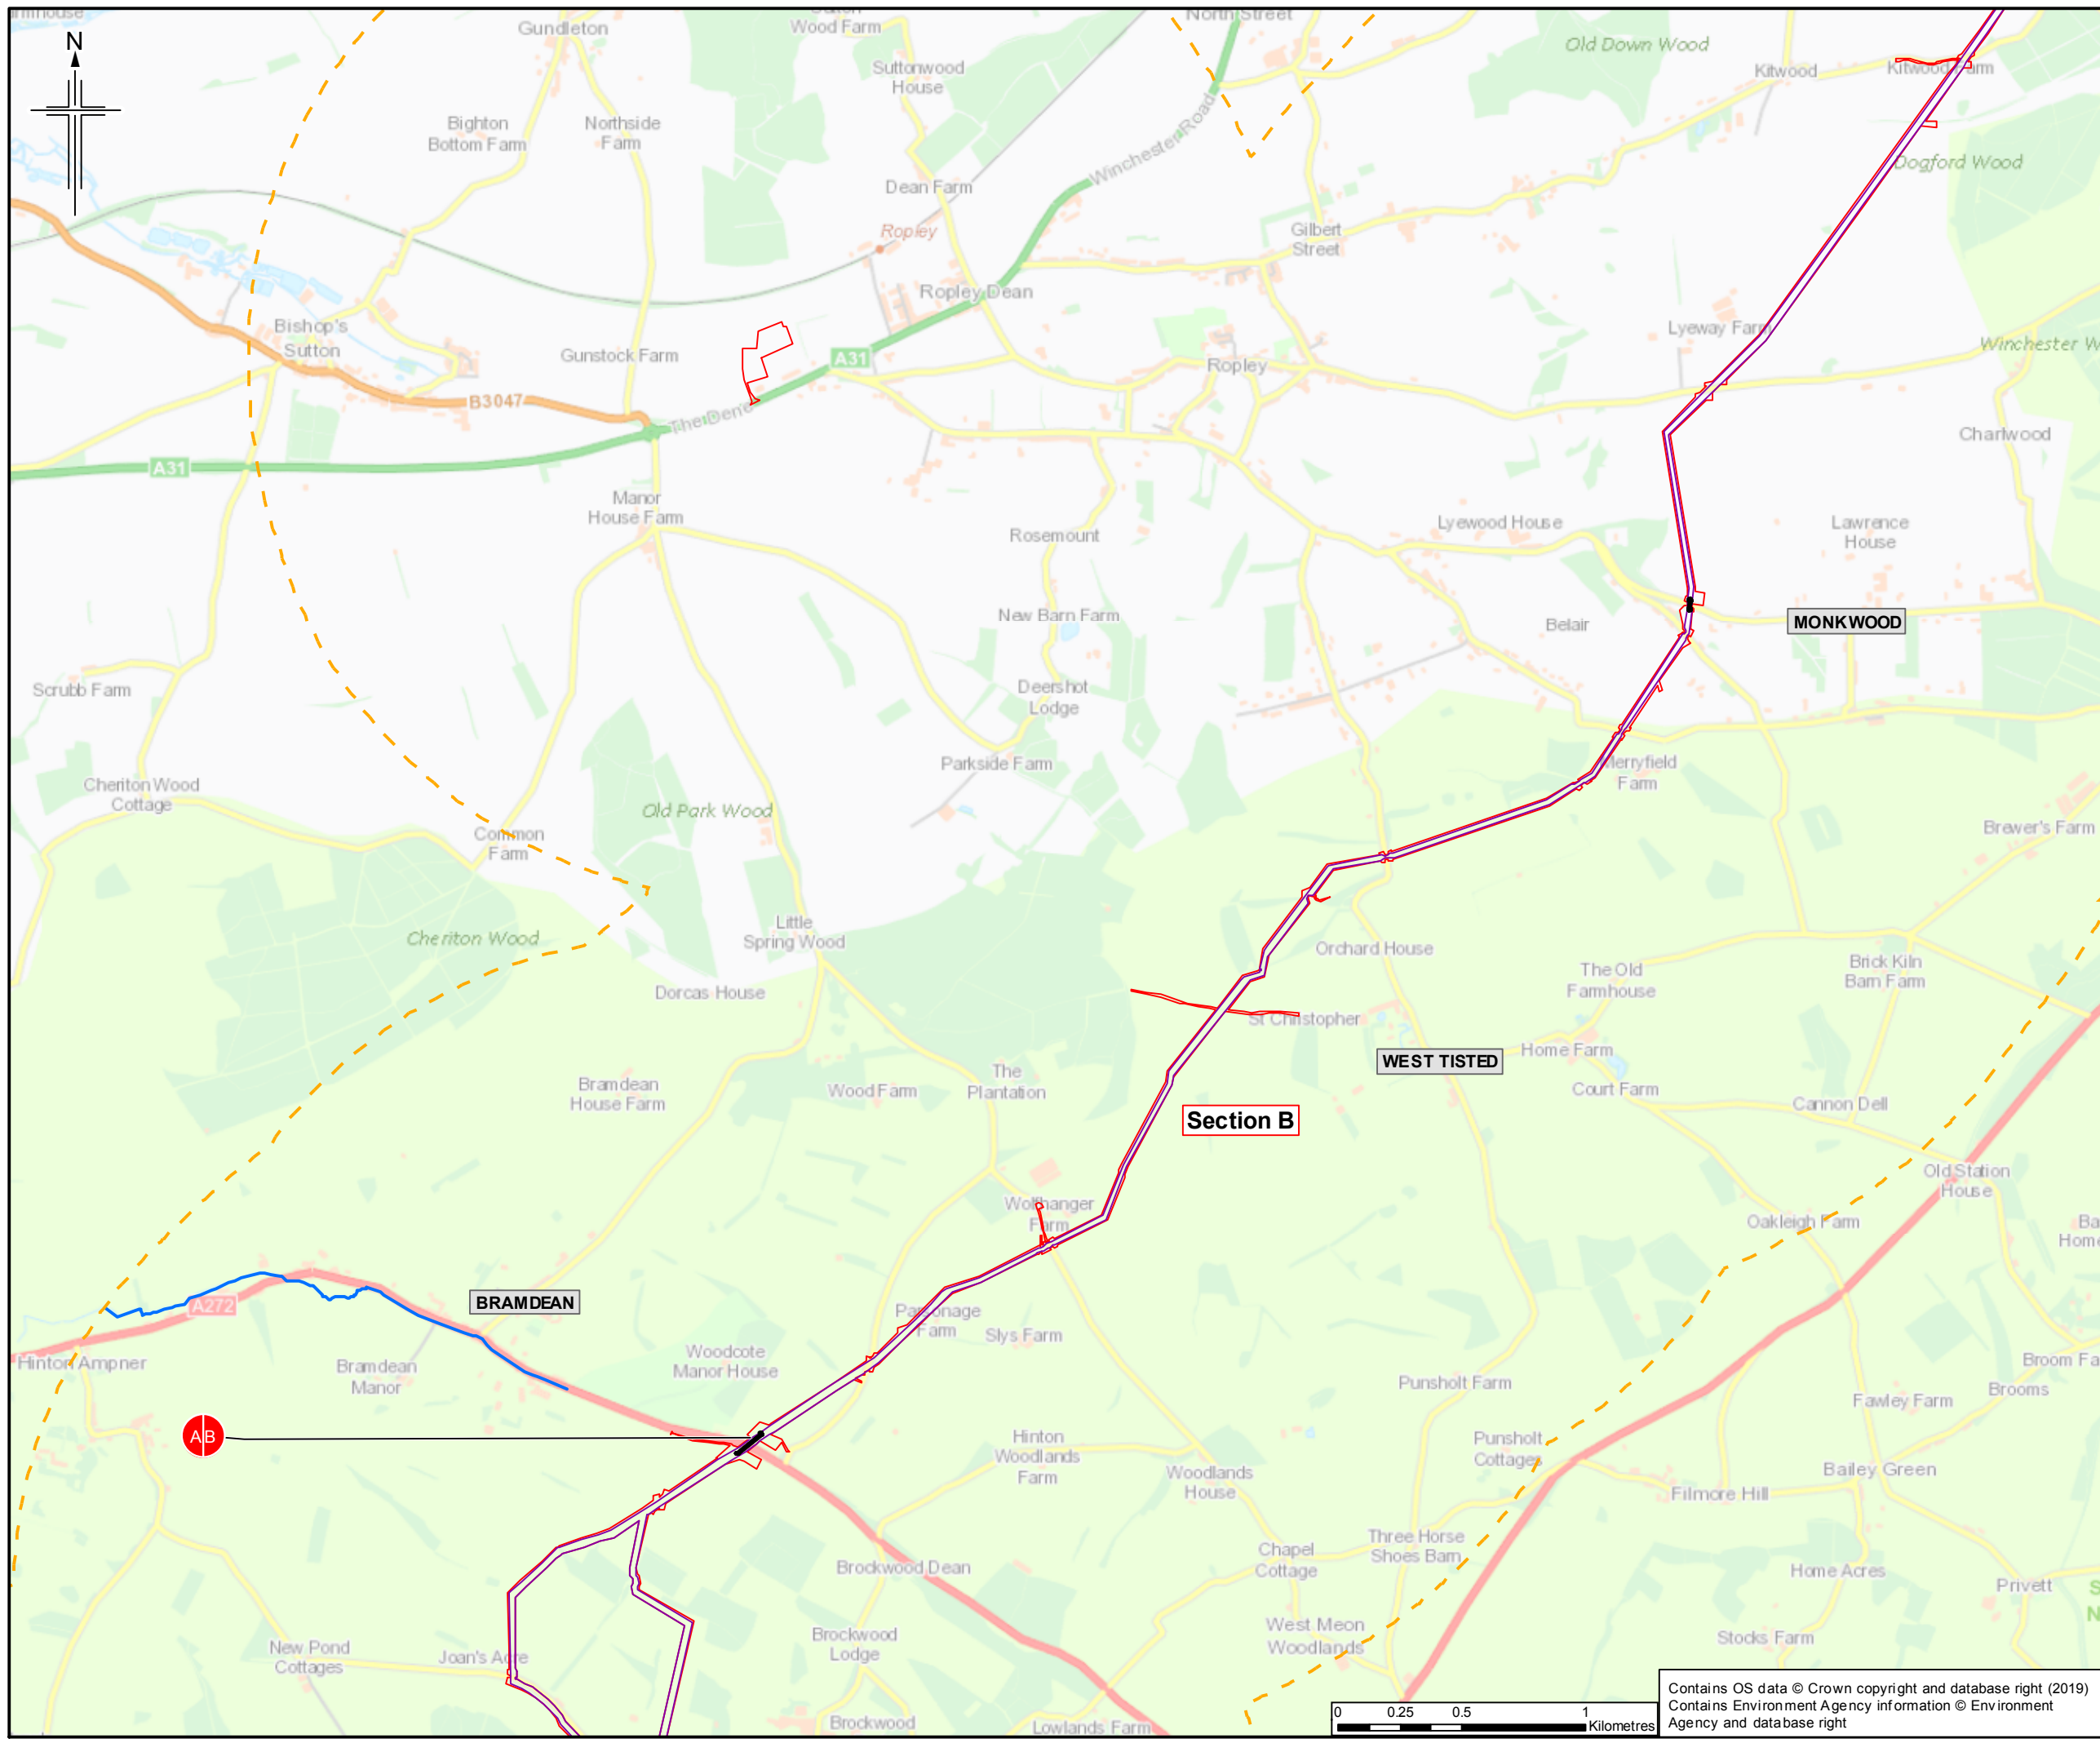 North Street
Gundleton
Wood Farm
Old Down Wood
N
Suttonwood
House
Kitwood
Kitwood Farm
Bighton
Bottom Farm
Northside
Farm
Winchester Road
Dogford Wood
Dean Farm
Ropley
Gilbert
Street
Ropley Dean
Bishop's
Sutton
Gunstock Farm
A31
Lyeway Farm
Winchester W
Ropley
B3047
The Dene
Charlwood
A31
Manor
House Farm
Lyewood House
Lawrence
House
Rosemount
New Barn Farm
Belair
MONKWOOD
Scrubb Farm
Deershot
Lodge
Parkside Farm
Merryfield
Farm
Cheriton Wood
Cottage
Old Park Wood
Common
Farm
Brewer's Farm
Little
Spring Wood
Cheriton Wood
Orchard House
Brick Kiln
Barn Farm
The Old
Farmhouse
Dorcas House
St Christopher
Home Farm
WEST TISTED
The
Plantation
Bramdean
House Farm
Wood Farm
Court Farm
Cannon Dell
Section B
Old Station
House
Wolfhanger
Farm
Oakleigh Farm
Ba
Home
BRAMDEAN
A272
Parsonage
Farm
Slys Farm
Hinton Ampner
Bramdean
Manor
Woodcote
Manor House
Broom Fa
Punsholt Farm
Fawley Farm
Brooms
A B
Hinton
Woodlands
Farm
Punsholt
Cottages
Woodlands
House
Bailey Green
Filmore Hill
Three Horse
Shoes Barn
Chapel
Cottage
Brockwood Dean
Home Acres
Privett
S
N
West Meon
Woodlands
Brockwood
Lodge
New Pond
Cottages
Joan's Acre
Stocks Farm
Brockwood
Lowlands Farm
0 0.25 0.5 1
Kilometres
Contains OS data © Crown copyright and database right (2019)
Contains Environment Agency information © Environment
Agency and database right